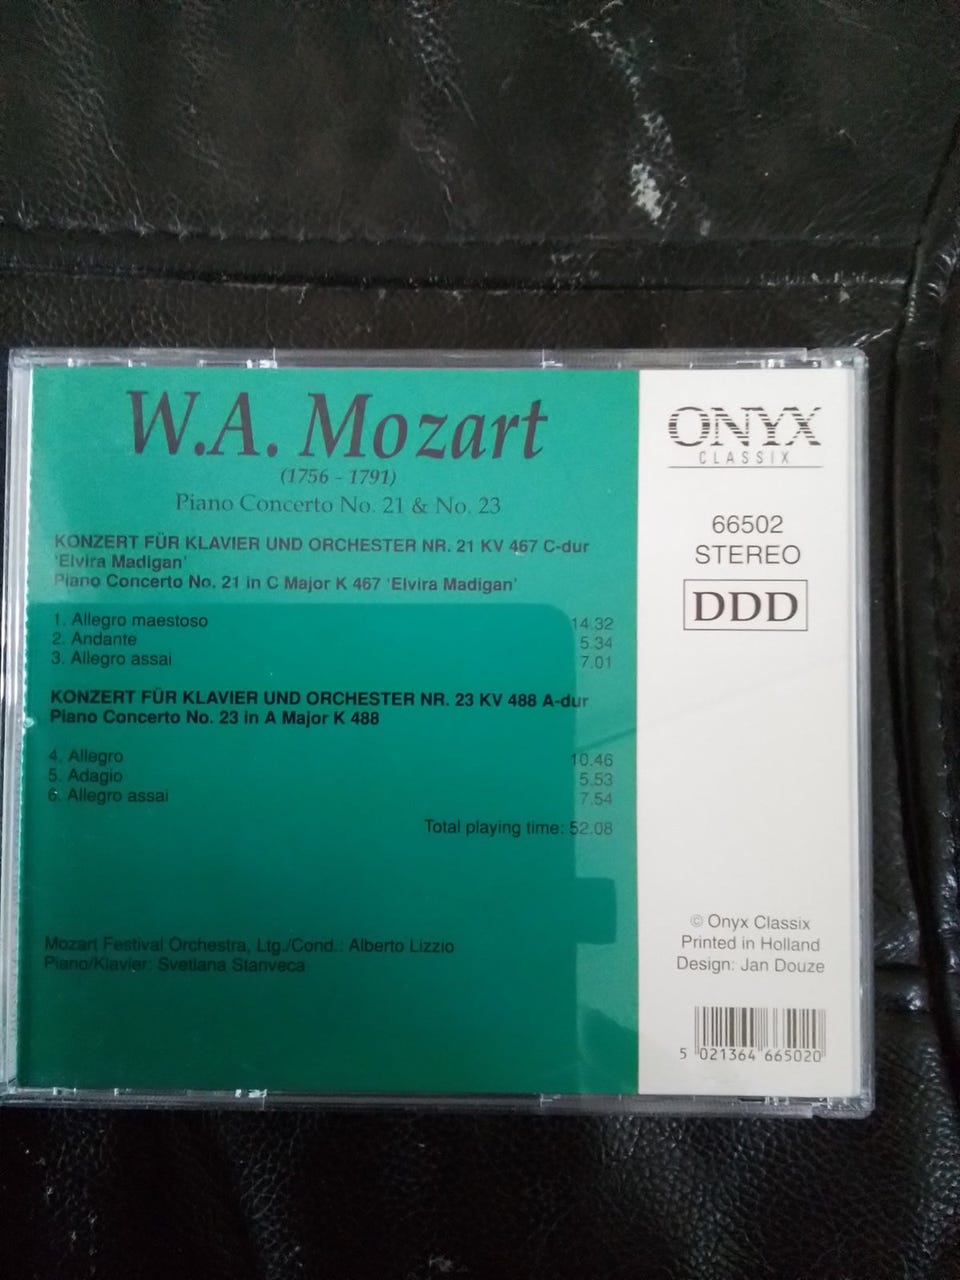 W.A. Mozart
(1756 - 1791)
Piano Concerto No. 21 & No. 23
KONZERT FÜR KLAVIER UND ORCHESTER NR. 21 KV 467 C-dur
'Elvira Madigan'
Piano Concerto No. 21 in C Major K 467 'Elvira Madigan'
1. Allegro maestoso 14.32
2. Andante 5.34
3. Allegro assai 7.01
KONZERT FÜR KLAVIER UND ORCHESTER NR. 23 KV 488 A-dur
Piano Concerto No. 23 in A Major K 488
4. Allegro 10.46
5. Adagio 5.53
6. Allegro assai 7.54
Total playing time: 52.08
Mozart Festival Orchestra, Ltg./Cond.: Alberto Lizzio
Piano/Klavier: Svetlana Stanveca
ONYX
CLASSIX
66502
STEREO
DDD
© Onyx Classix
Printed in Holland
Design: Jan Douze
5 021364 665020